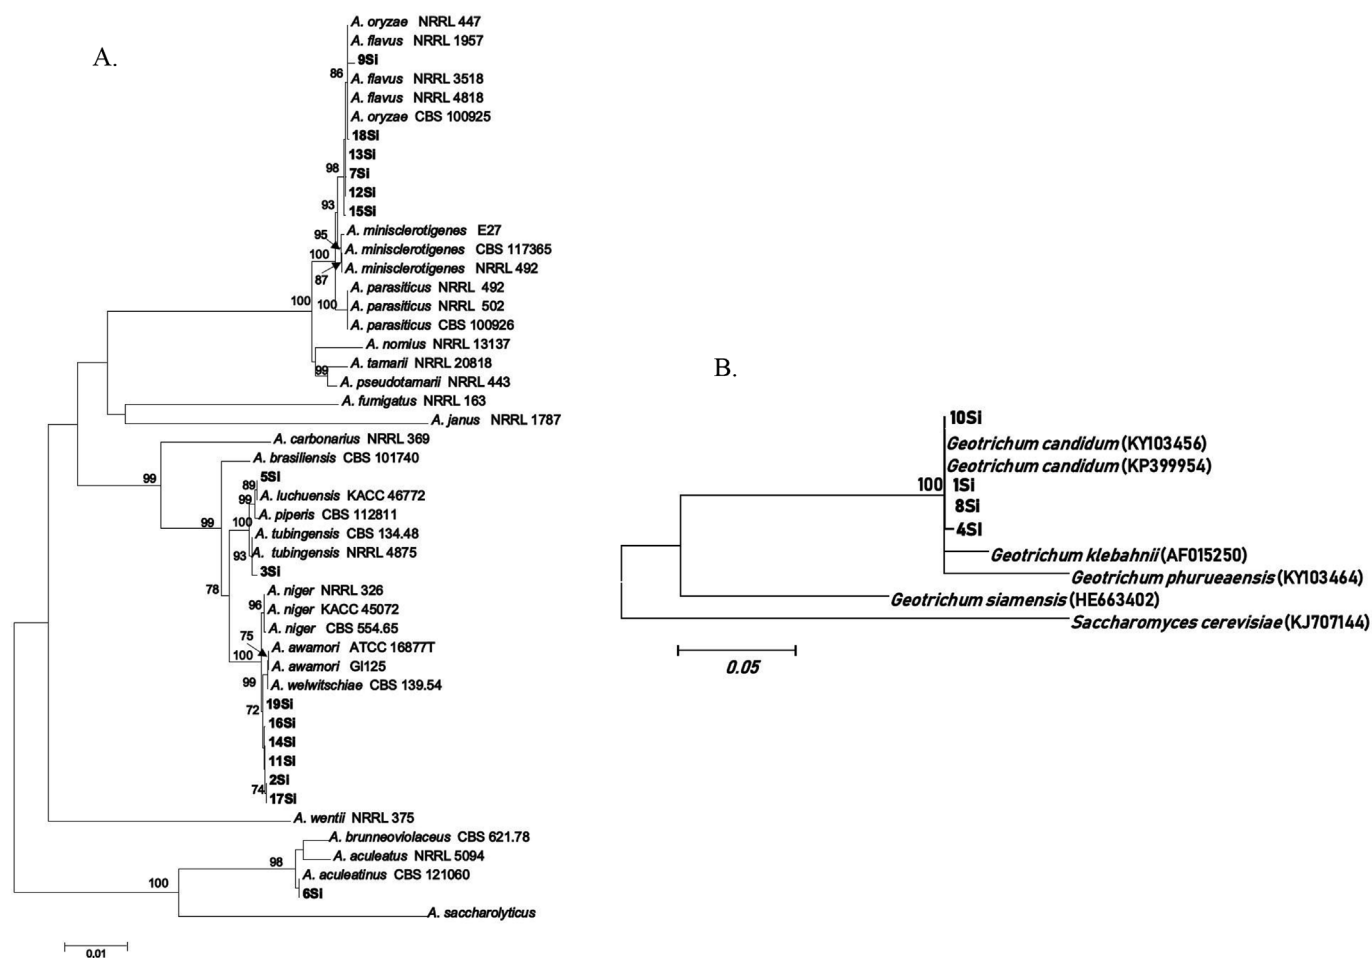 A.
A. oryzae NRRL 447
A. flavus NRRL 1957
9Si
86
A. flavus NRRL 3518
A. flavus NRRL 4818
A. oryzae CBS 100925
18Si
13Si
98
7Si
12Si
93
15Si
A. minisclerotigenes E27
95
A. minisclerotigenes CBS 117365
100
A. minisclerotigenes NRRL 492
87
A. parasiticus NRRL 492
100
100
A. parasiticus NRRL 502
A. parasiticus CBS 100926
A. nomius NRRL 13137
A. tamarii NRRL 20818
99
A. pseudotamarii NRRL 443
A. fumigatus NRRL 163
A. janus NRRL 1787
A. carbonarius NRRL 369
A. brasiliensis CBS 101740
99
5Si
89
A. luchuensis KACC 46772
99
A. piperis CBS 112811
99
100
A. tubingensis CBS 134.48
A. tubingensis NRRL 4875
93
3Si
78
A. niger NRRL 326
96
A. niger KACC 45072
A. niger CBS 554.65
75
A. awamori ATCC 16877T
100
A. awamori GI125
99
A. welwitschiae CBS 139.54
19Si
72
16Si
14Si
11Si
2Si
74
17Si
A. wentii NRRL 375
A. brunneoviolaceus CBS 621.78
98
A. aculeatus NRRL 5094
A. aculeatinus CBS 121060
100
6Si
A. saccharolyticus
0.01
B.
10Si
Geotrichum candidum (KY103456)
Geotrichum candidum (KP399954)
100
1Si
8Si
4Si
Geotrichum klebahnii (AF015250)
Geotrichum phurueaensis (KY103464)
Geotrichum siamensis (HE663402)
Saccharomyces cerevisiae (KJ707144)
0.05